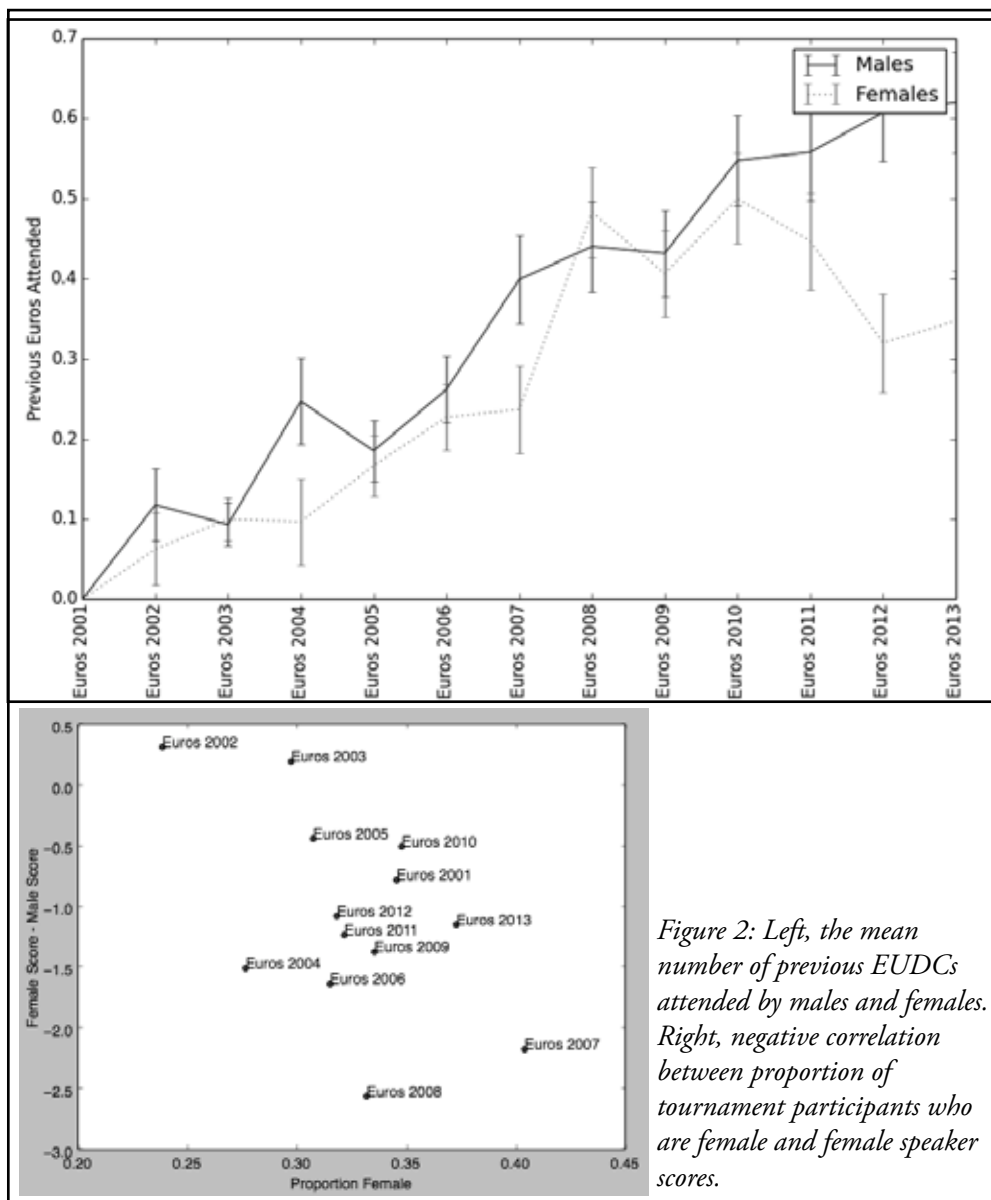 0.7
0.6
0.5
0.4
0.3
0.2
0.1
0.0
Previous Euros Attended
Males
Females
Euros 2001
Euros 2002
Euros 2003
Euros 2004
Euros 2005
Euros 2006
Euros 2007
Euros 2008
Euros 2009
Euros 2010
Euros 2011
Euros 2012
Euros 2013
0.5
0.0
−0.5
−1.0
−1.5
−2.0
−2.5
−3.0
Female Score - Male Score
Euros 2002
Euros 2003
Euros 2005
Euros 2010
Euros 2001
Euros 2012
Euros 2013
Euros 2011
Euros 2009
Euros 2004
Euros 2006
Euros 2007
Euros 2008
0.20
0.25
0.30
0.35
0.40
0.45
Proportion Female
Figure 2: Left, the mean
number of previous EUDCs
attended by males and females.
Right, negative correlation
between proportion of
tournament participants who
are female and female speaker
scores.